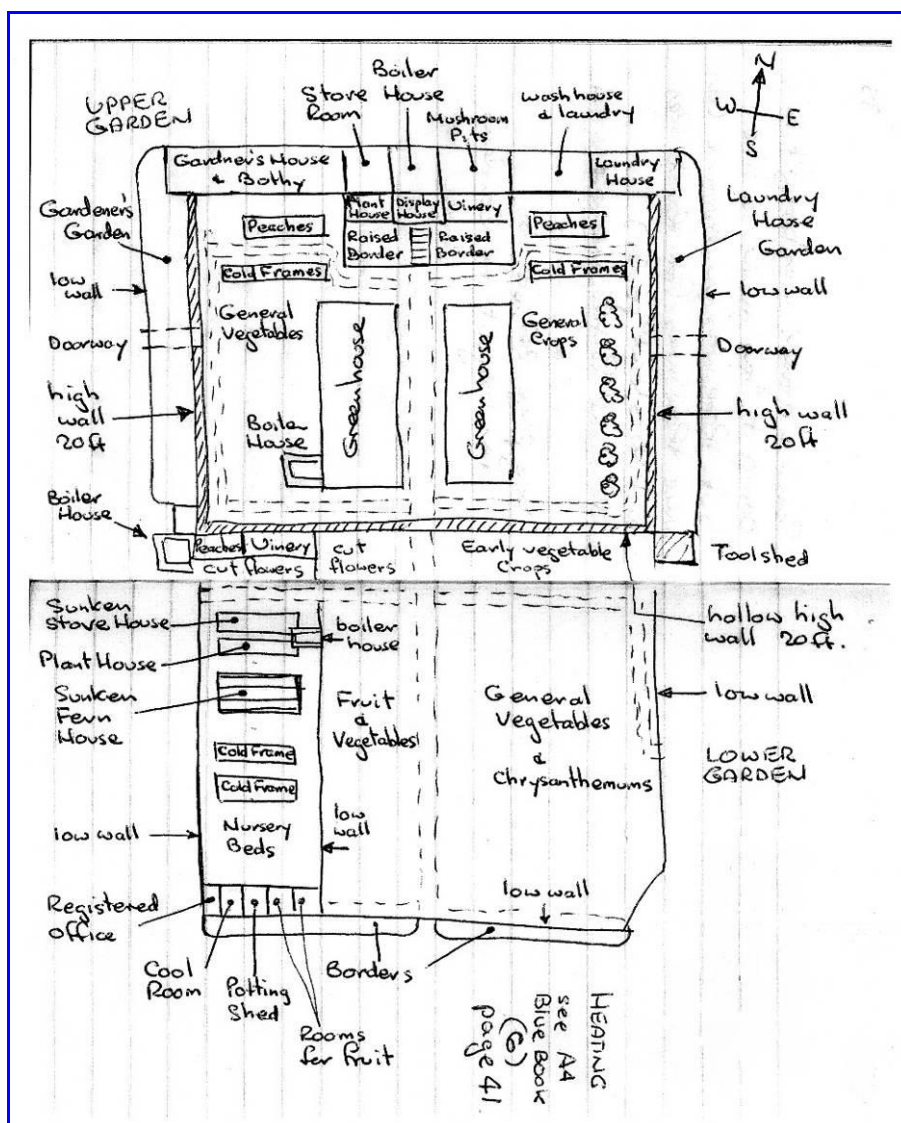 Boiler
House
Stove
Room
UPPER
GARDEN
Mushroom
Pits
Wash house
& laundry
N
W
E
S
Gardner's House
& Bothy
Laundry
House
Gardener's
Garden
Plant
House
Display
House
Vinery
Peaches
Raised
Border
Raised
Border
Peaches
Laundry
House
Garden
Cold Frames
Cold Frames
low
wall
low wall
General
Vegetables
Greenhouse
Greenhouse
General
Crops
Doorway
Doorway
high
wall
20ft
high wall
20ft
Boiler
House
Boiler
House
Peaches
Vinery
cut flowers
cut
flowers
Early vegetable
Crops
Toolshed
Sunken
Stove House
boiler
house
hollow high
wall 20ft.
Plant House
Sunken
Fern
House
Fruit
&
Vegetables
General
Vegetables
&
Chrysanthemums
low wall
LOWER
GARDEN
Cold Frame
Cold Frame
low wall
Nursery
Beds
low
wall
low wall
Registered
Office
Cool
Room
Potting
Shed
Rooms
for Fruit
Borders
HEATING
see A4
Blue Book
(6)
page 41